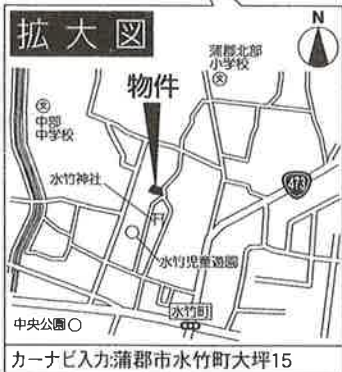 拡大図
N
蒲郡北部
小学校
文
物件
文
中部
中学校
水竹神社
473
水竹児童遊園
水竹町
中央公園
カーナビ入力:蒲郡市水竹町大坪15